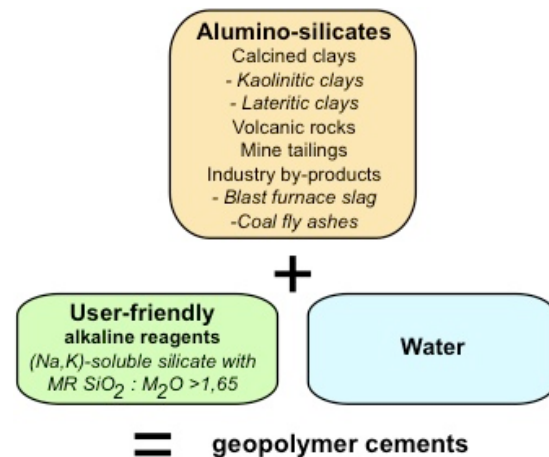 Alumino-silicates
Calcined clays
- Kaolinitic clays
- Lateritic clays
Volcanic rocks
Mine tailings
Industry by-products
- Blast furnace slag
-Coal fly ashes
+
User-friendly
alkaline reagents
(Na,K)-soluble silicate with
MR SiO2 : M2O >1,65
Water
= geopolymer cements